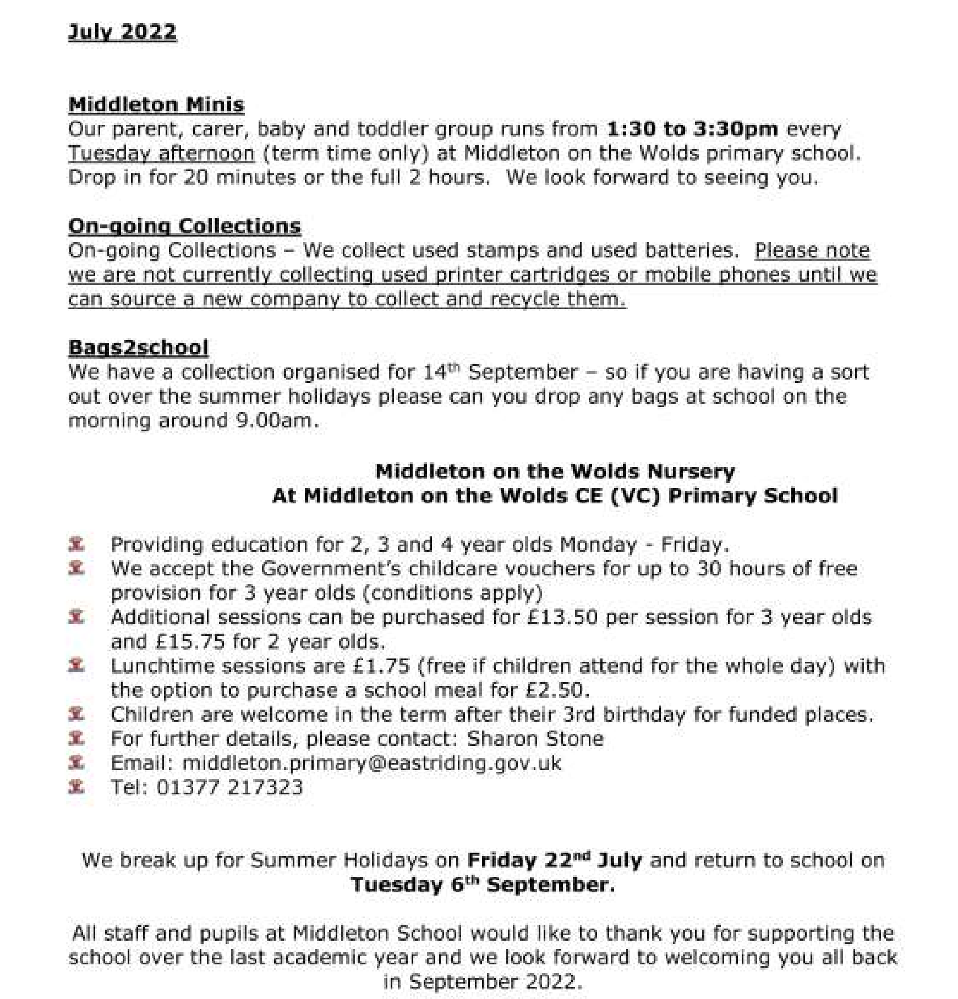 July 2022
Middleton Minis
Our parent, carer, baby and toddler group runs from 1:30 to 3:30pm every
Tuesday afternoon (term time only) at Middleton on the Wolds primary school.
Drop in for 20 minutes or the full 2 hours. We look forward to seeing you.
On-going Collections
On-going Collections – We collect used stamps and used batteries. Please note
we are not currently collecting used printer cartridges or mobile phones until we
can source a new company to collect and recycle them.
Bags2school
We have a collection organised for 14th September – so if you are having a sort
out over the summer holidays please can you drop any bags at school on the
morning around 9.00am.
Middleton on the Wolds Nursery
At Middleton on the Wolds CE (VC) Primary School
Providing education for 2, 3 and 4 year olds Monday - Friday.
We accept the Government’s childcare vouchers for up to 30 hours of free
provision for 3 year olds (conditions apply)
Additional sessions can be purchased for £13.50 per session for 3 year olds
and £15.75 for 2 year olds.
Lunchtime sessions are £1.75 (free if children attend for the whole day) with
the option to purchase a school meal for £2.50.
Children are welcome in the term after their 3rd birthday for funded places.
For further details, please contact: Sharon Stone
Email: middleton.primary@eastriding.gov.uk
Tel: 01377 217323
We break up for Summer Holidays on Friday 22nd July and return to school on
Tuesday 6th September.
All staff and pupils at Middleton School would like to thank you for supporting the
school over the last academic year and we look forward to welcoming you all back
in September 2022.